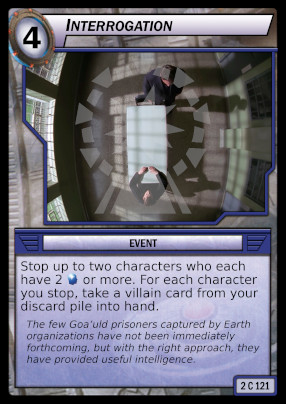 4
INTERROGATION
EVENT
Stop up to two characters who each
have 2 or more. For each character
you stop, take a villain card from your
discard pile into hand.
The few Goa'uld prisoners captured by Earth
organizations have not been immediately
forthcoming, but with the right approach, they
have provided useful intelligence.
2 C 121